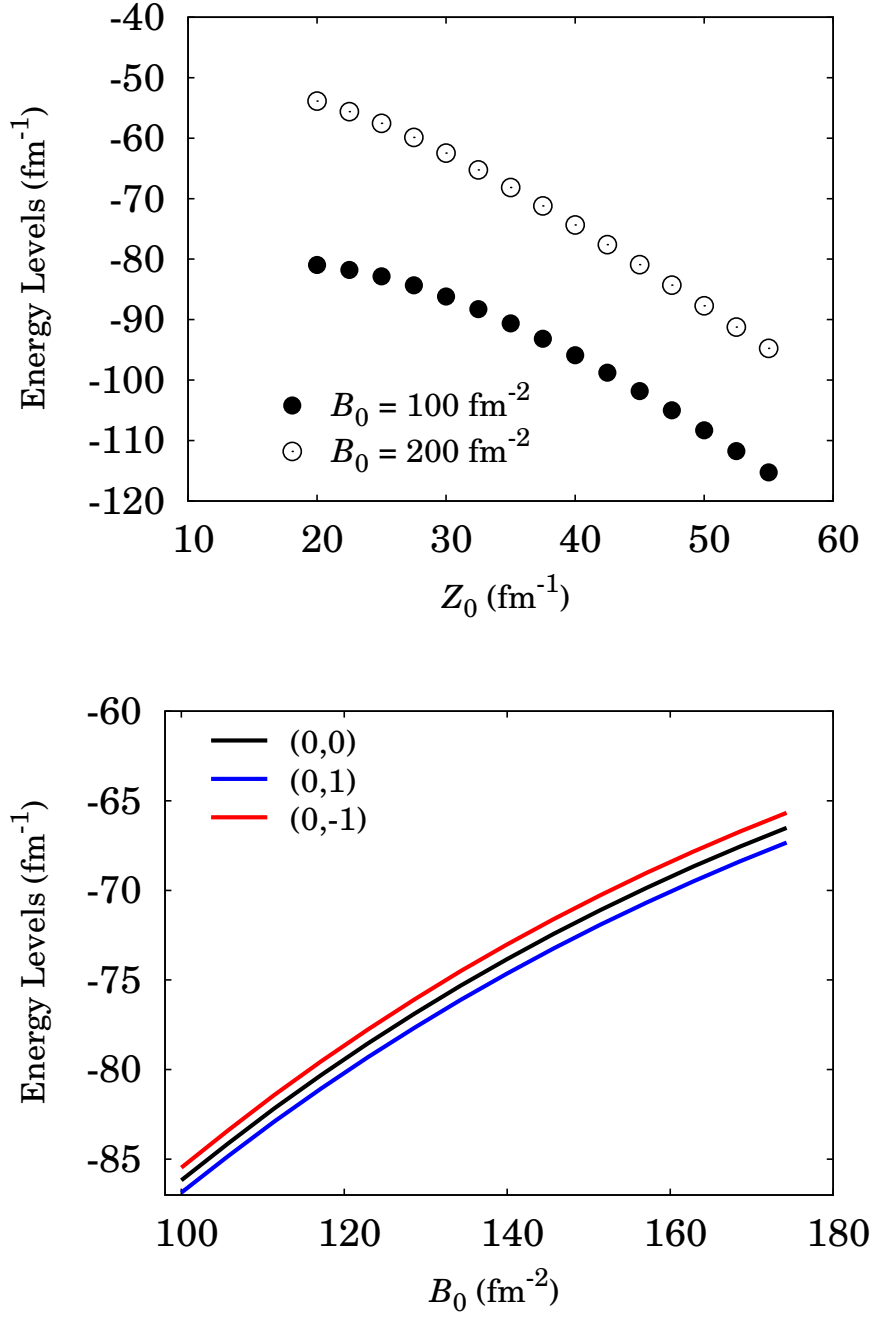 -40
-50
-60
-70
-80
-90
-100
-110
-120
Energy Levels (fm⁻¹)
B₀ = 100 fm⁻²
B₀ = 200 fm⁻²
10 20 30 40 50 60
Z₀ (fm⁻¹)
-60
-65
-70
-75
-80
-85
Energy Levels (fm⁻¹)
(0,0)
(0,1)
(0,-1)
100 120 140 160 180
B₀ (fm⁻²)